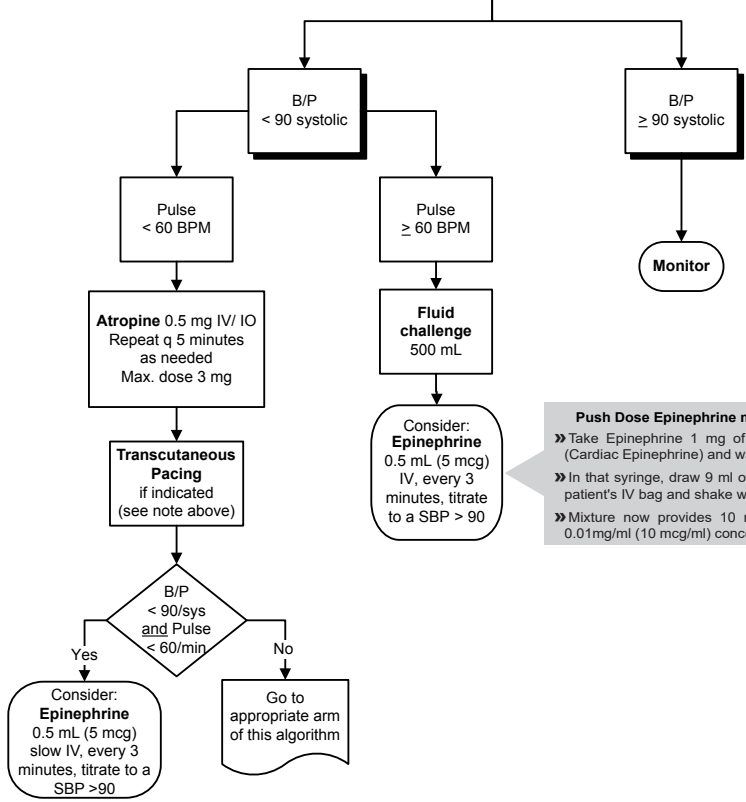 B/P
< 90 systolic
B/P
≥ 90 systolic
Pulse
< 60 BPM
Pulse
≥ 60 BPM
Monitor
Atropine 0.5 mg IV/ IO
Repeat q 5 minutes
as needed
Max. dose 3 mg
Fluid
challenge
500 mL
Transcutaneous
Pacing
if indicated
(see note above)
Consider:
Epinephrine
0.5 mL (5 mcg)
IV, every 3
minutes, titrate
to a SBP > 90
Push Dose Epinephrine
» Take Epinephrine 1 mg of
(Cardiac Epinephrine) and
» In that syringe, draw 9 ml
patient's IV bag and shake
» Mixture now provides 10
0.01mg/ml (10 mcg/ml)
B/P
< 90/sys
and Pulse
< 60/min
Yes
No
Consider:
Epinephrine
0.5 mL (5 mcg)
slow IV, every 3
minutes, titrate to a
SBP >90
Go to
appropriate arm
of this algorithm